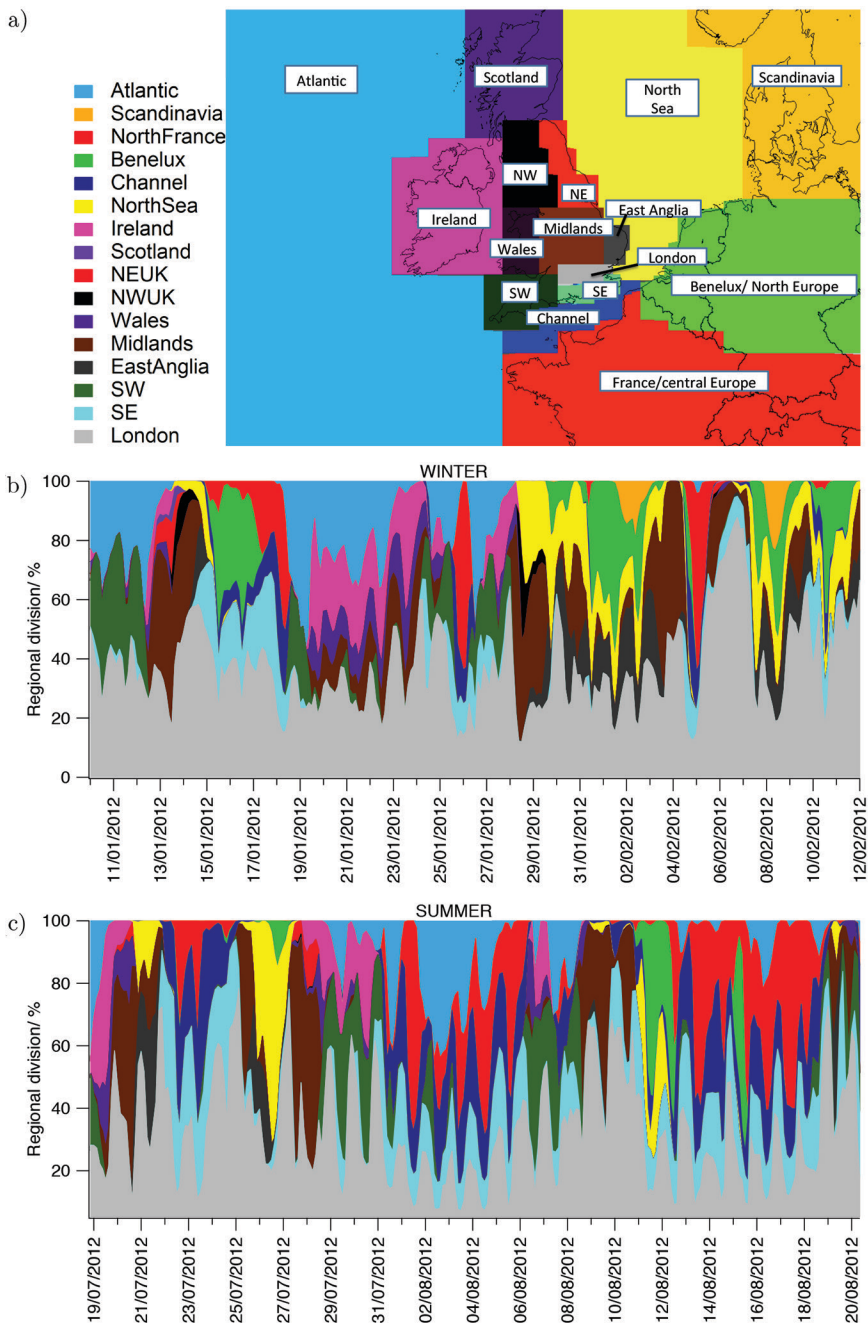 a)
Atlantic
Scandinavia
NorthFrance
Benelux
Channel
NorthSea
Ireland
Scotland
NEUK
NWUK
Wales
Midlands
EastAnglia
SW
SE
London
Atlantic
Scotland
North
Sea
Scandinavia
NW
NE
Ireland
East Anglia
Midlands
Wales
London
SW
SE
Benelux/ North Europe
Channel
France/central Europe
b)
WINTER
Regional division/ %
100
80
60
40
20
0
11/01/2012
13/01/2012
15/01/2012
17/01/2012
19/01/2012
21/01/2012
23/01/2012
25/01/2012
27/01/2012
29/01/2012
31/01/2012
02/02/2012
04/02/2012
06/02/2012
08/02/2012
10/02/2012
12/02/2012
c)
SUMMER
Regional division/ %
100
80
60
40
20
19/07/2012
21/07/2012
23/07/2012
25/07/2012
27/07/2012
29/07/2012
31/07/2012
02/08/2012
04/08/2012
06/08/2012
08/08/2012
10/08/2012
12/08/2012
14/08/2012
16/08/2012
18/08/2012
20/08/2012